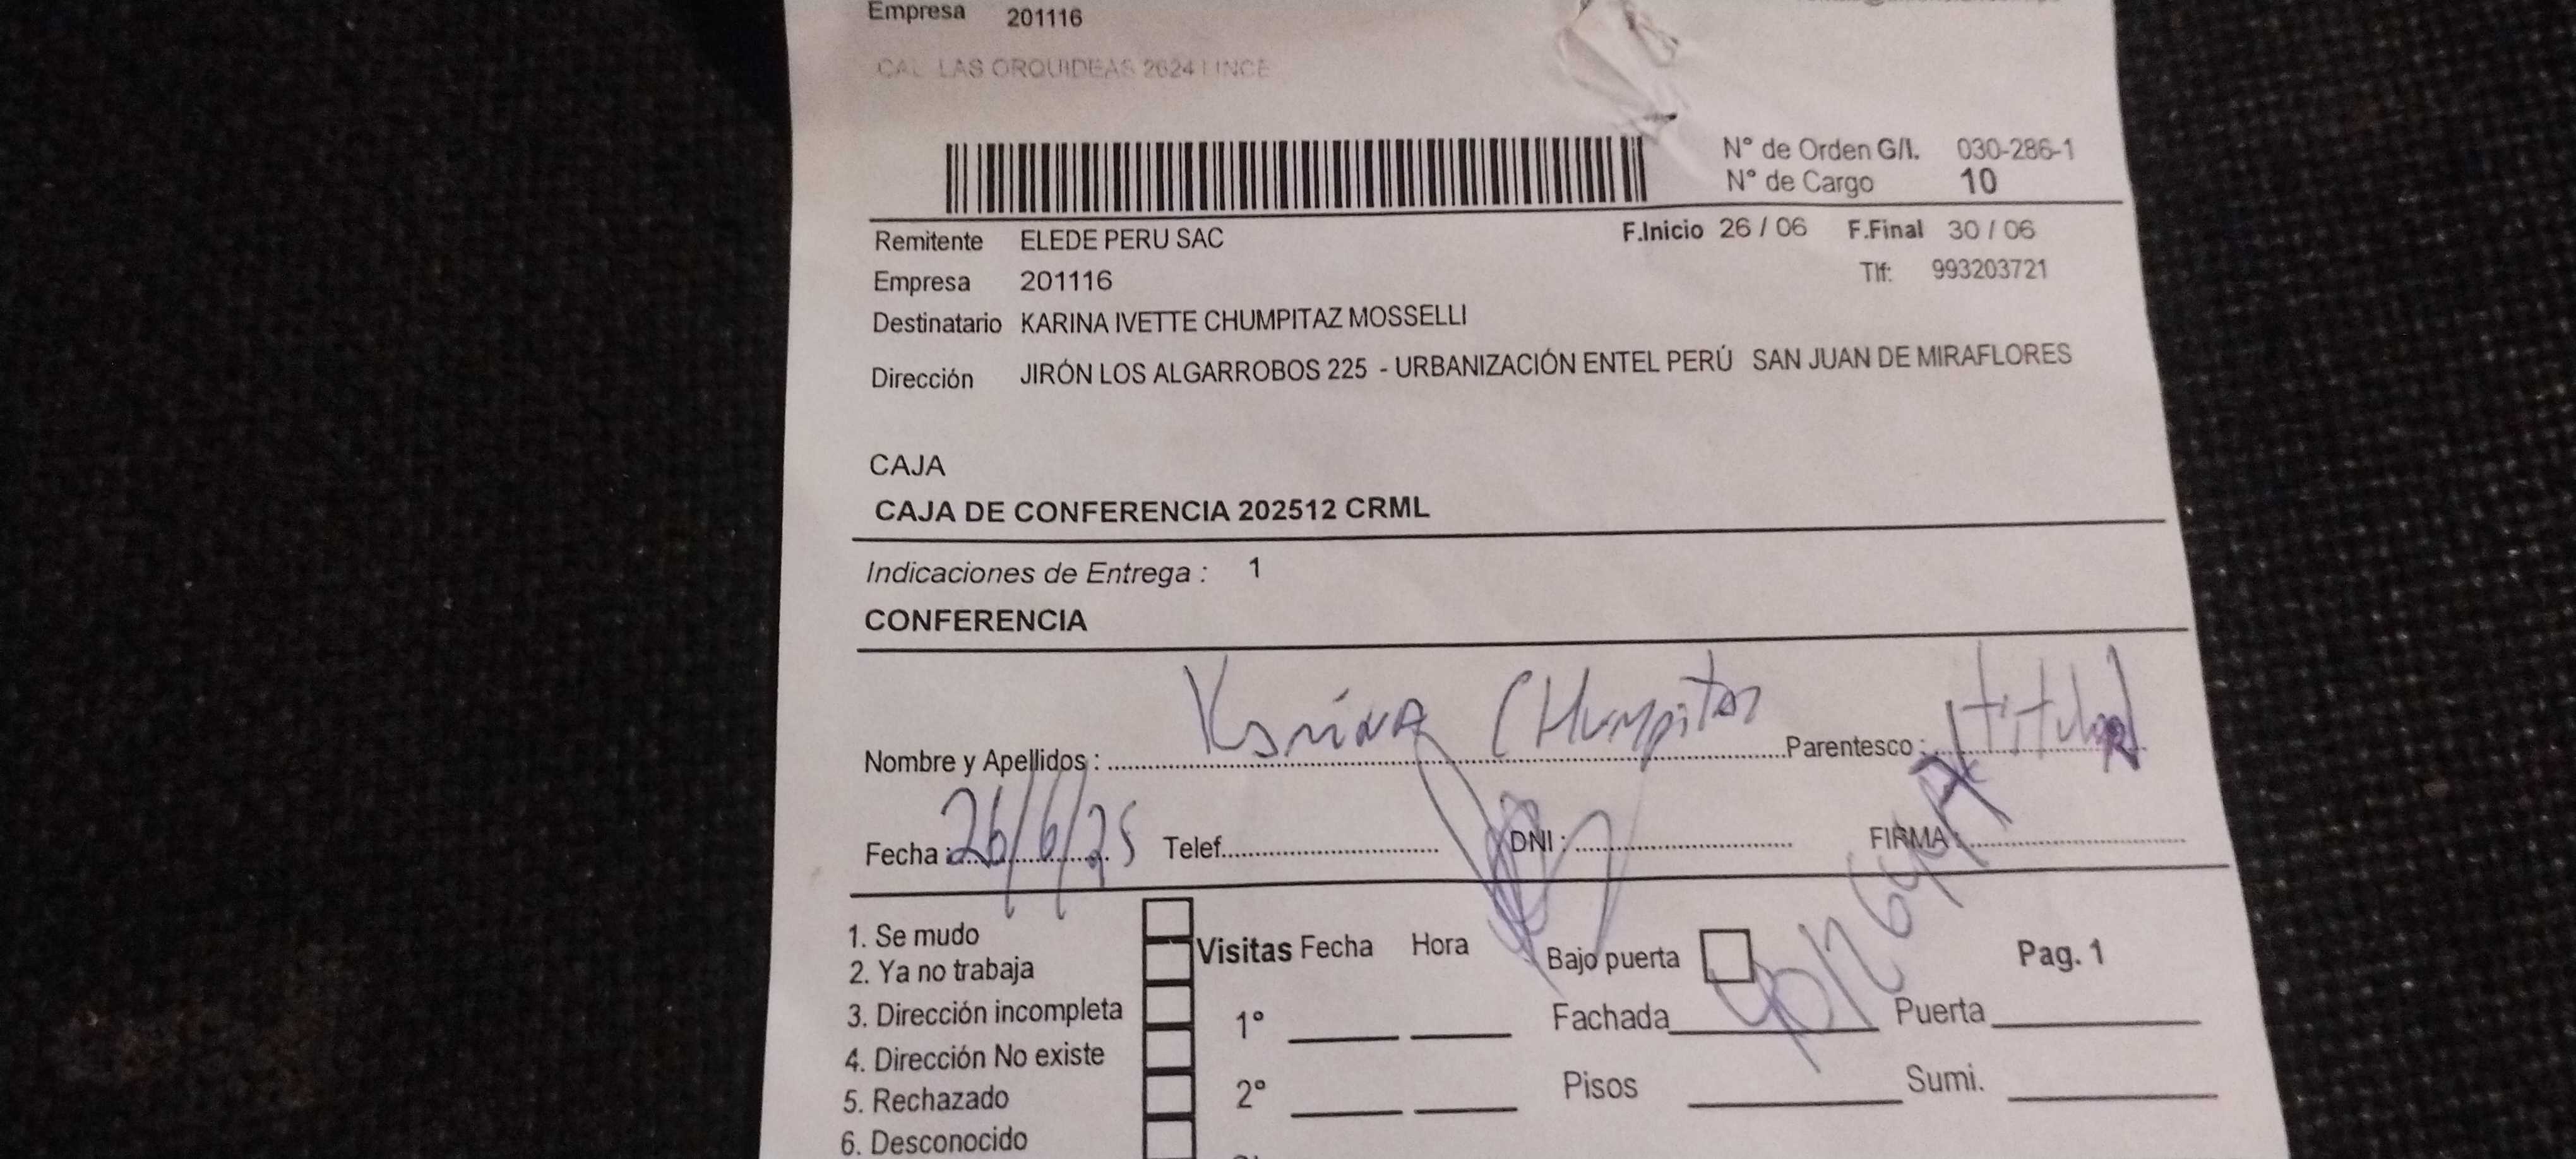 Empresa 201116
CAL LAS ORQUIDEAS 2624 LINCE
N° de Orden G/I. 030-286-1
N° de Cargo 10
Remitente ELEDE PERU SAC F.Inicio 26 / 06 F.Final 30 / 06
Empresa 201116 Tlf: 993203721
Destinatario KARINA IVETTE CHUMPITAZ MOSSELLI
Dirección JIRÓN LOS ALGARROBOS 225 - URBANIZACIÓN ENTEL PERÚ SAN JUAN DE MIRAFLORES
CAJA
CAJA DE CONFERENCIA 202512 CRML
Indicaciones de Entrega : 1
CONFERENCIA
Nombre y Apellidos : Karina CHumpitaz Parentesco : titular
Fecha : 26/6/25 Telef. DNI : FIRMA :
1. Se mudo
2. Ya no trabaja
3. Dirección incompleta
4. Dirección No existe
5. Rechazado
6. Desconocido
Visitas Fecha Hora
1°
2°
Bajo puerta Pag. 1
Fachada Puerta
Pisos Sumi.